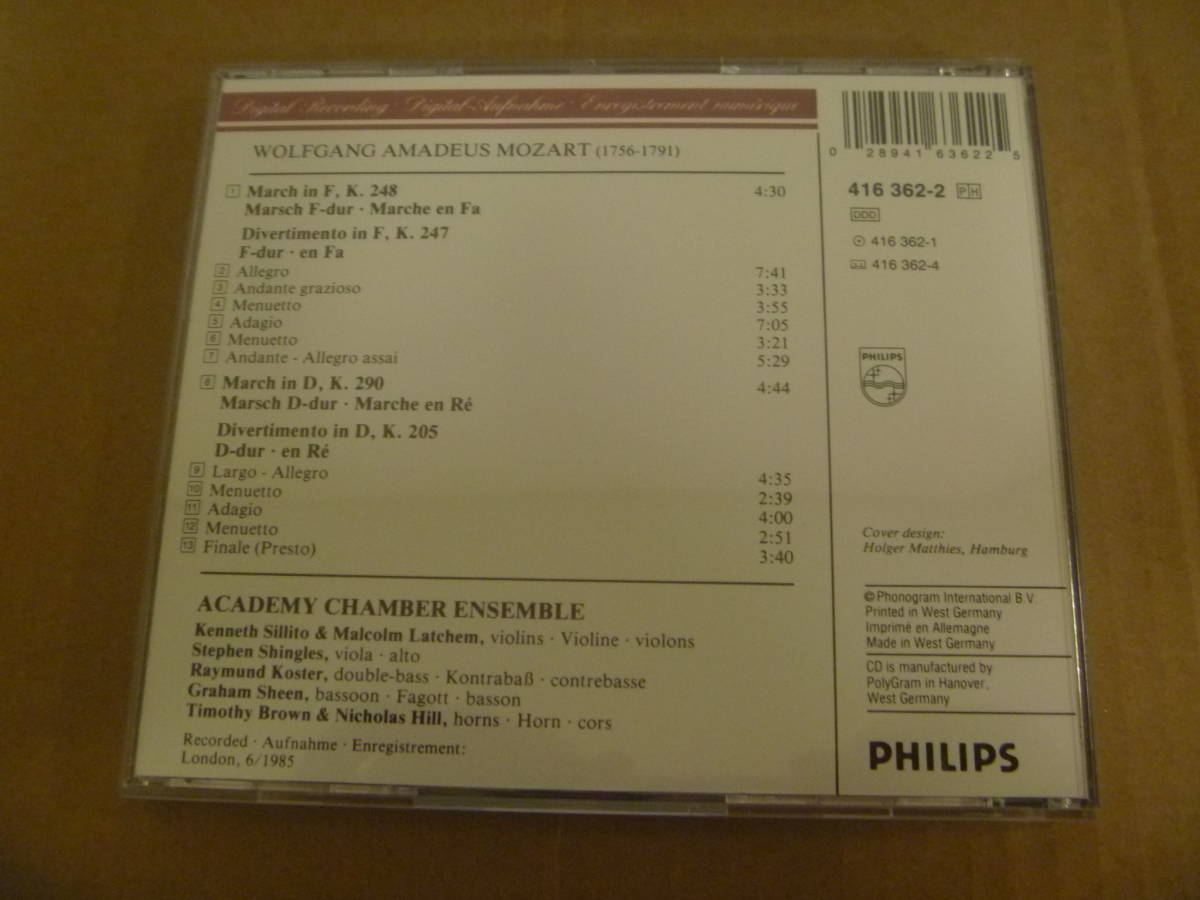 Digital Recording · Digital-Aufnahme · Enregistrement numérique
WOLFGANG AMADEUS MOZART (1756-1791)
1 March in F, K. 248 4:30
Marsch F-dur · Marche en Fa
Divertimento in F, K. 247
F-dur · en Fa
2 Allegro 7:41
3 Andante grazioso 3:33
4 Menuetto 3:55
5 Adagio 7:05
6 Menuetto 3:21
7 Andante - Allegro assai 5:29
8 March in D, K. 290 4:44
Marsch D-dur · Marche en Ré
Divertimento in D, K. 205
D-dur · en Ré
9 Largo - Allegro 4:35
10 Menuetto 2:39
11 Adagio 4:00
12 Menuetto 2:51
13 Finale (Presto) 3:40
ACADEMY CHAMBER ENSEMBLE
Kenneth Sillito & Malcolm Latchem, violins · Violine · violons
Stephen Shingles, viola · alto
Raymund Koster, double-bass · Kontrabaß · contrebasse
Graham Sheen, bassoon · Fagott · basson
Timothy Brown & Nicholas Hill, horns · Horn · cors
Recorded · Aufnahme · Enregistrement:
London, 6/1985
0 28941 63622 5
416 362-2 PH
DDD
416 362-1
416 362-4
PHILIPS
Cover design:
Holger Matthies, Hamburg
© Phonogram International B.V.
Printed in West Germany
Imprimé en Allemagne
Made in West Germany
CD is manufactured by
PolyGram in Hanover,
West Germany
PHILIPS